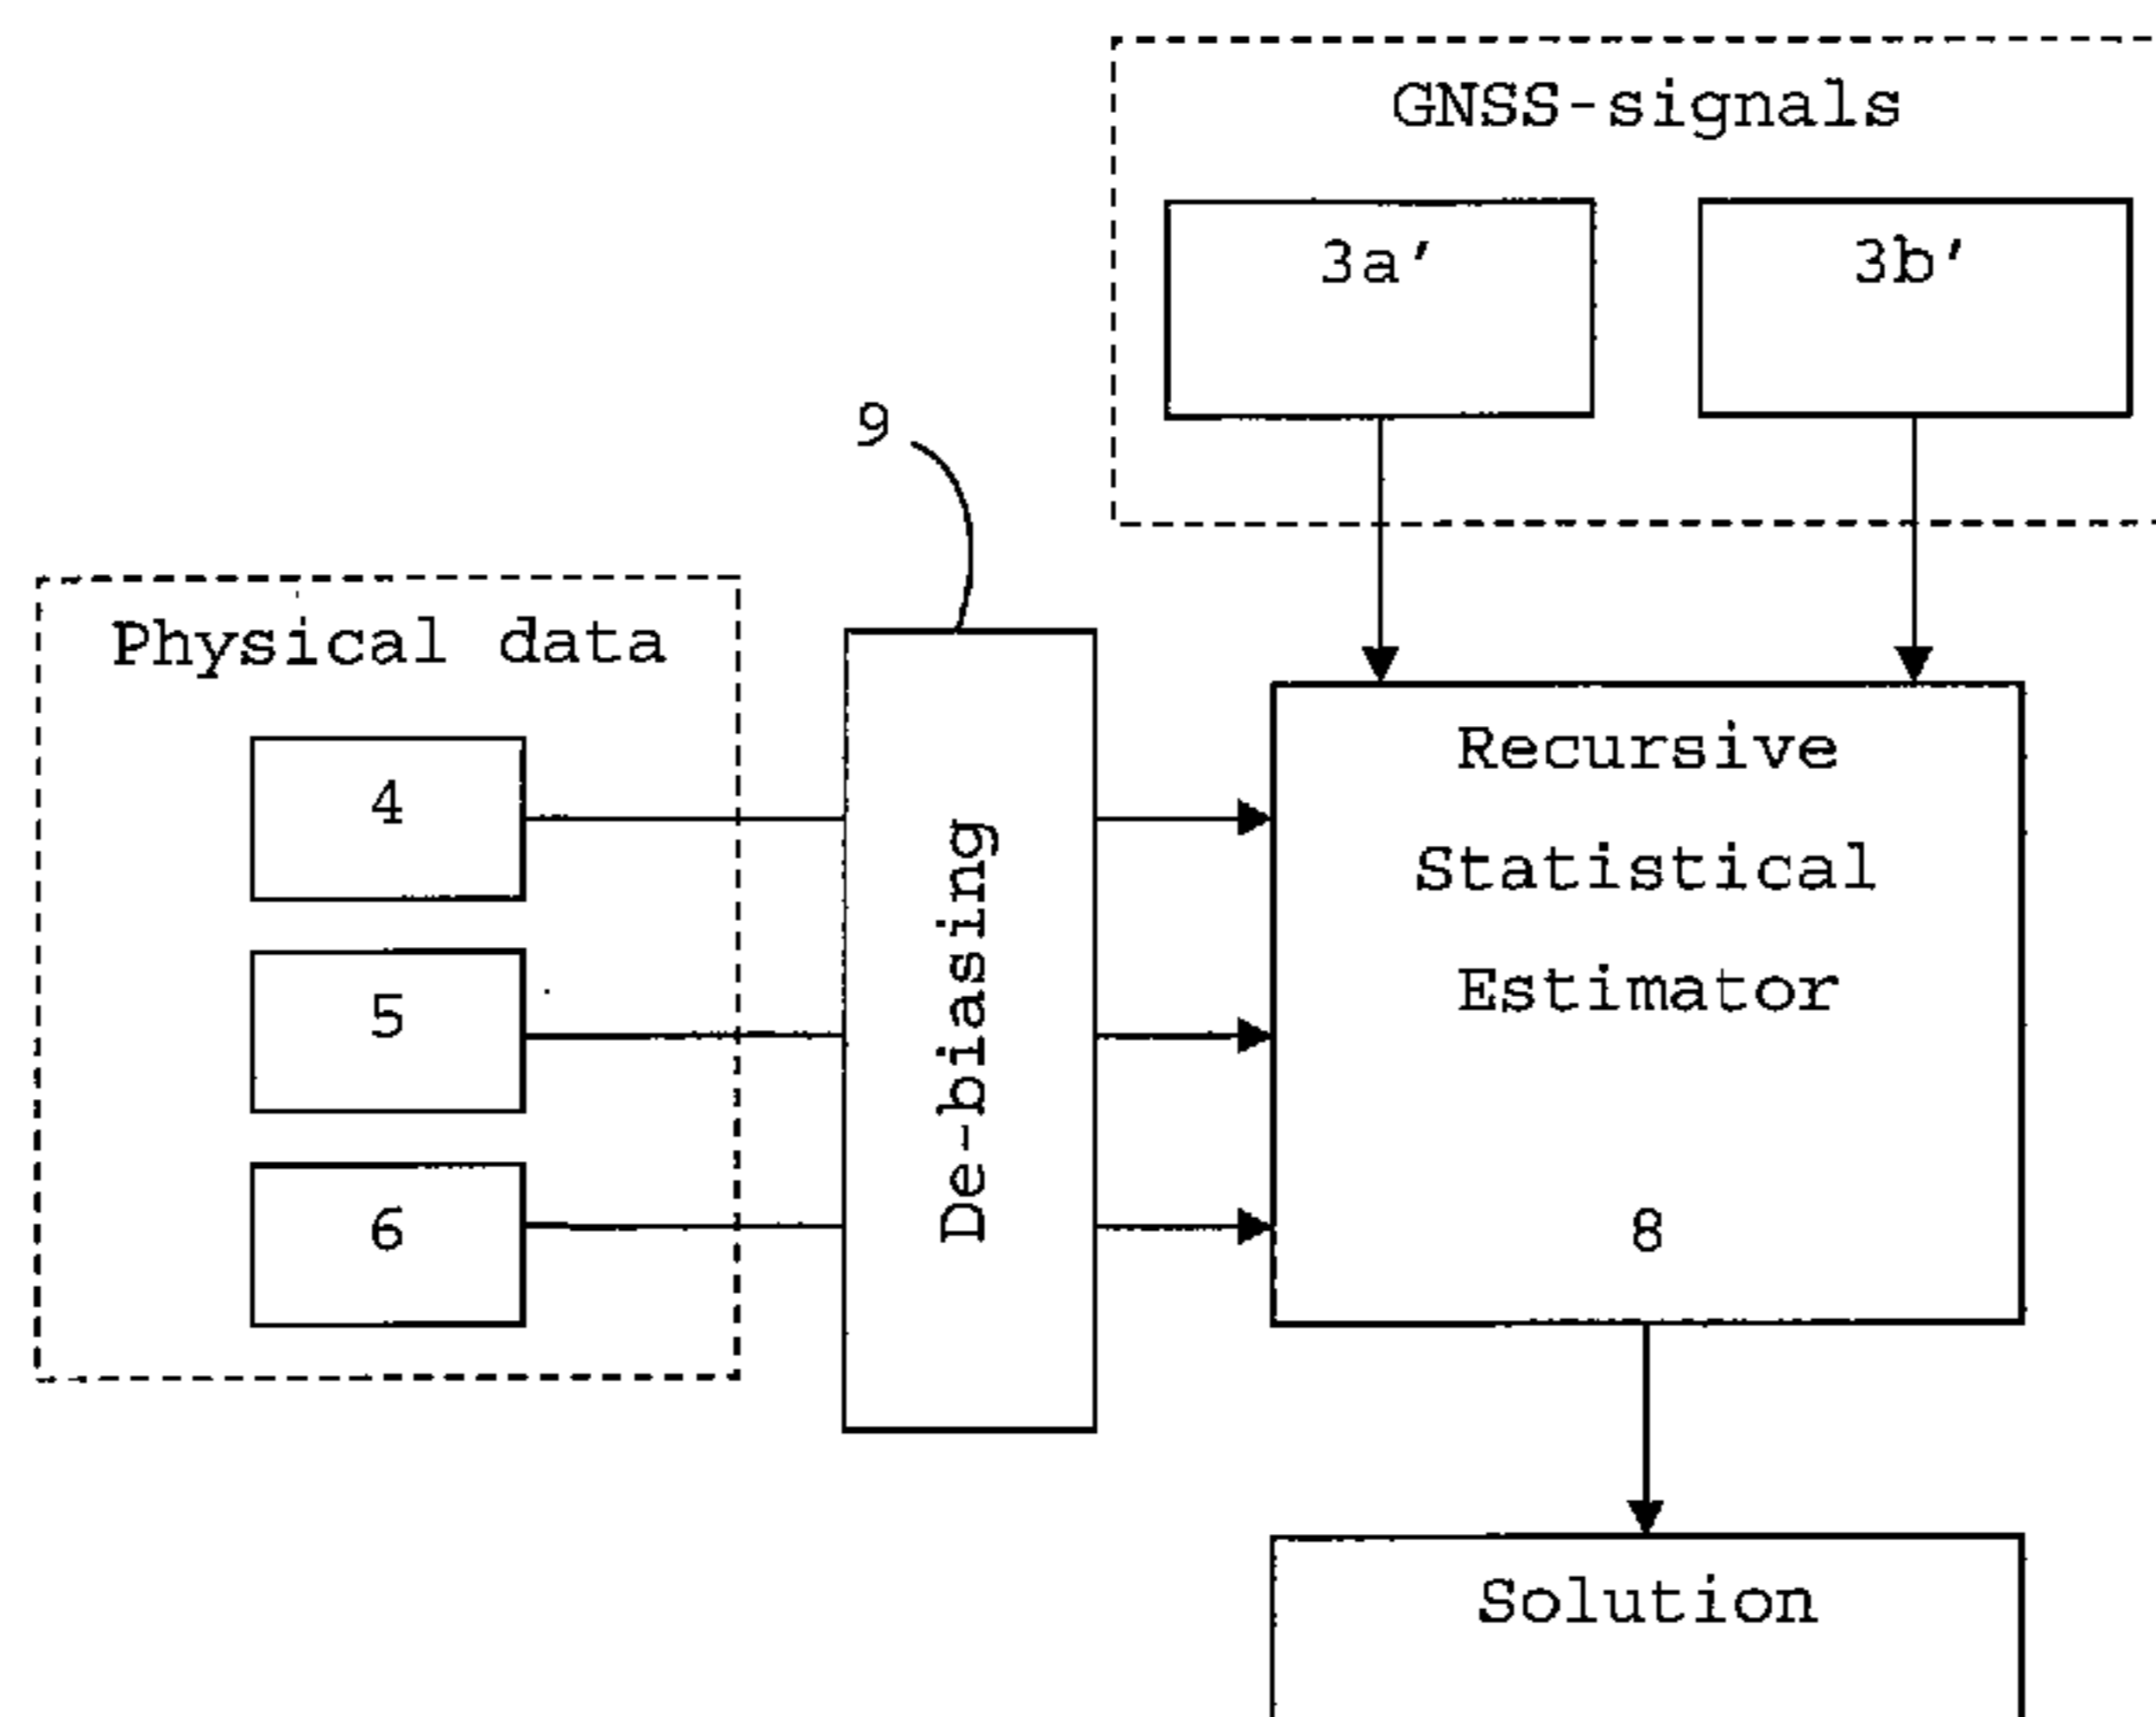 GNSS-signals
3a' 3b'
9
Physical data
4
5
6
De-biasing
Recursive
Statistical
Estimator
8
Solution